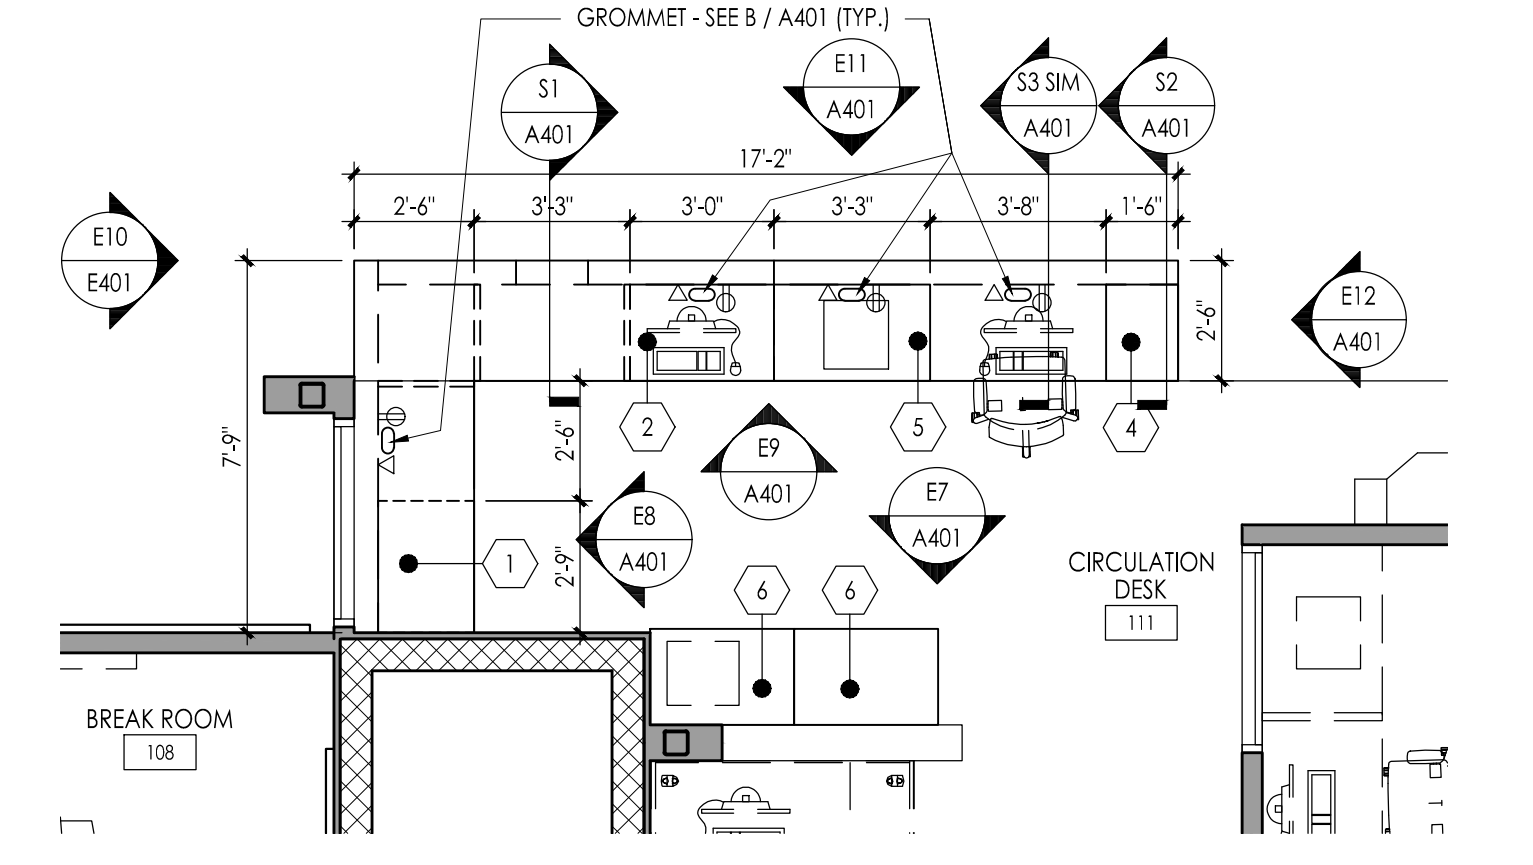 GROMMET - SEE B / A401 (TYP.)
S1
A401
E11
A401
S3 SIM
A401
S2
A401
17'-2"
2'-6"
3'-3"
3'-0"
3'-3"
3'-8"
1'-6"
E10
E401
E12
A401
2'-6"
7'-9"
2'-6"
2
5
4
E9
A401
E7
A401
E8
A401
1
2'-9"
6
6
CIRCULATION
DESK
111
BREAK ROOM
108